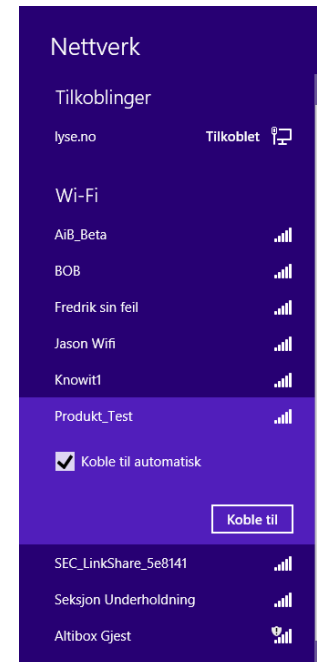 Nettverk
Tilkoblinger
lyse.no Tilkoblet
Wi-Fi
AiB_Beta
BOB
Fredrik sin feil
Jason Wifi
Knowit1
Produkt_Test
Koble til automatisk
Koble til
SEC_LinkShare_5e8141
Seksjon Underholdning
Altibox Gjest